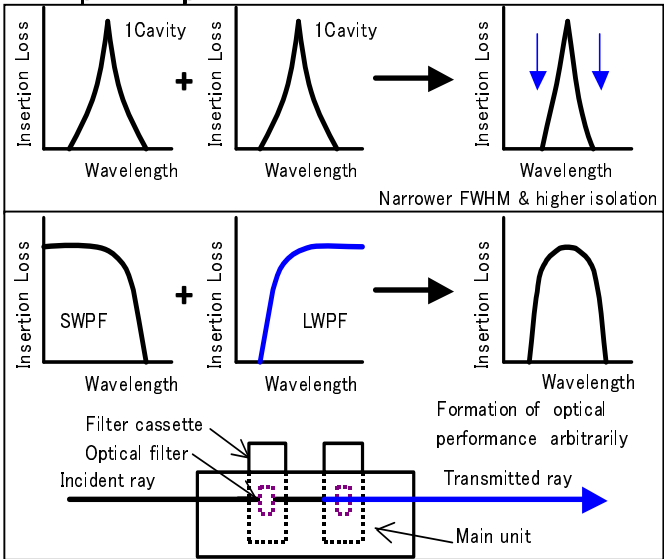 Insertion Loss
1Cavity
Wavelength
+
Insertion Loss
1Cavity
Wavelength
Insertion Loss
Wavelength
Narrower FWHM & higher isolation
Insertion Loss
SWPF
Wavelength
+
Insertion Loss
LWPF
Wavelength
Insertion Loss
Wavelength
Formation of optical
performance arbitrarily
Filter cassette
Optical filter
Incident ray
Transmitted ray
Main unit